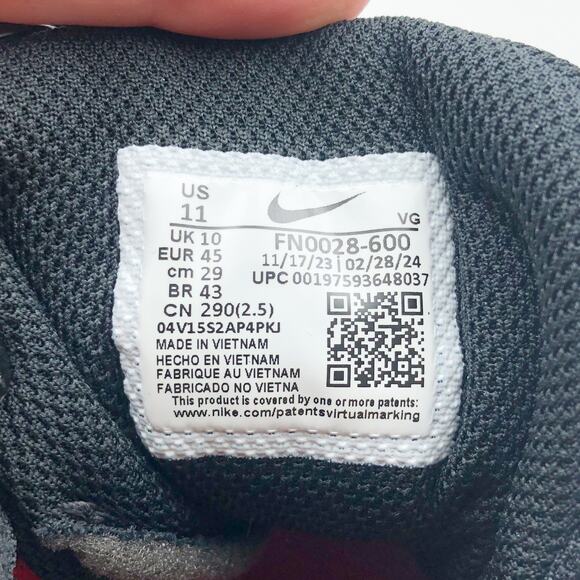 US
11
VG
UK 10
FN0028-600
EUR 45
11/17/23 | 02/28/24
cm 29
UPC 00197593648037
BR 43
CN 290(2.5)
04V15S2AP4PKJ
MADE IN VIETNAM
HECHO EN VIETNAM
FABRIQUE AU VIETNAM
FABRICADO NO VIETNA
This product is covered by one or more patents:
www.nike.com/patentsvirtualmarking